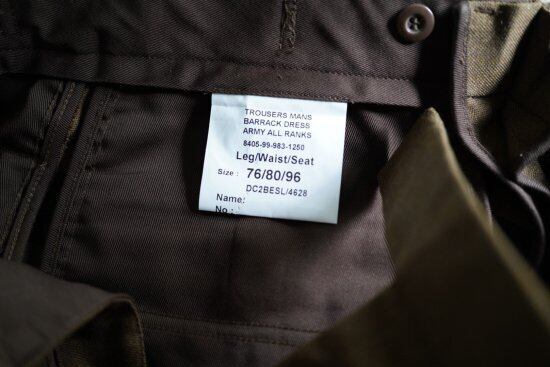 TROUSERS MANS
BARRACK DRESS
ARMY ALL RANKS
8405-99-983-1250
Leg/Waist/Seat
Size : 76/80/96
DC2BESL/4628
Name:
No.: